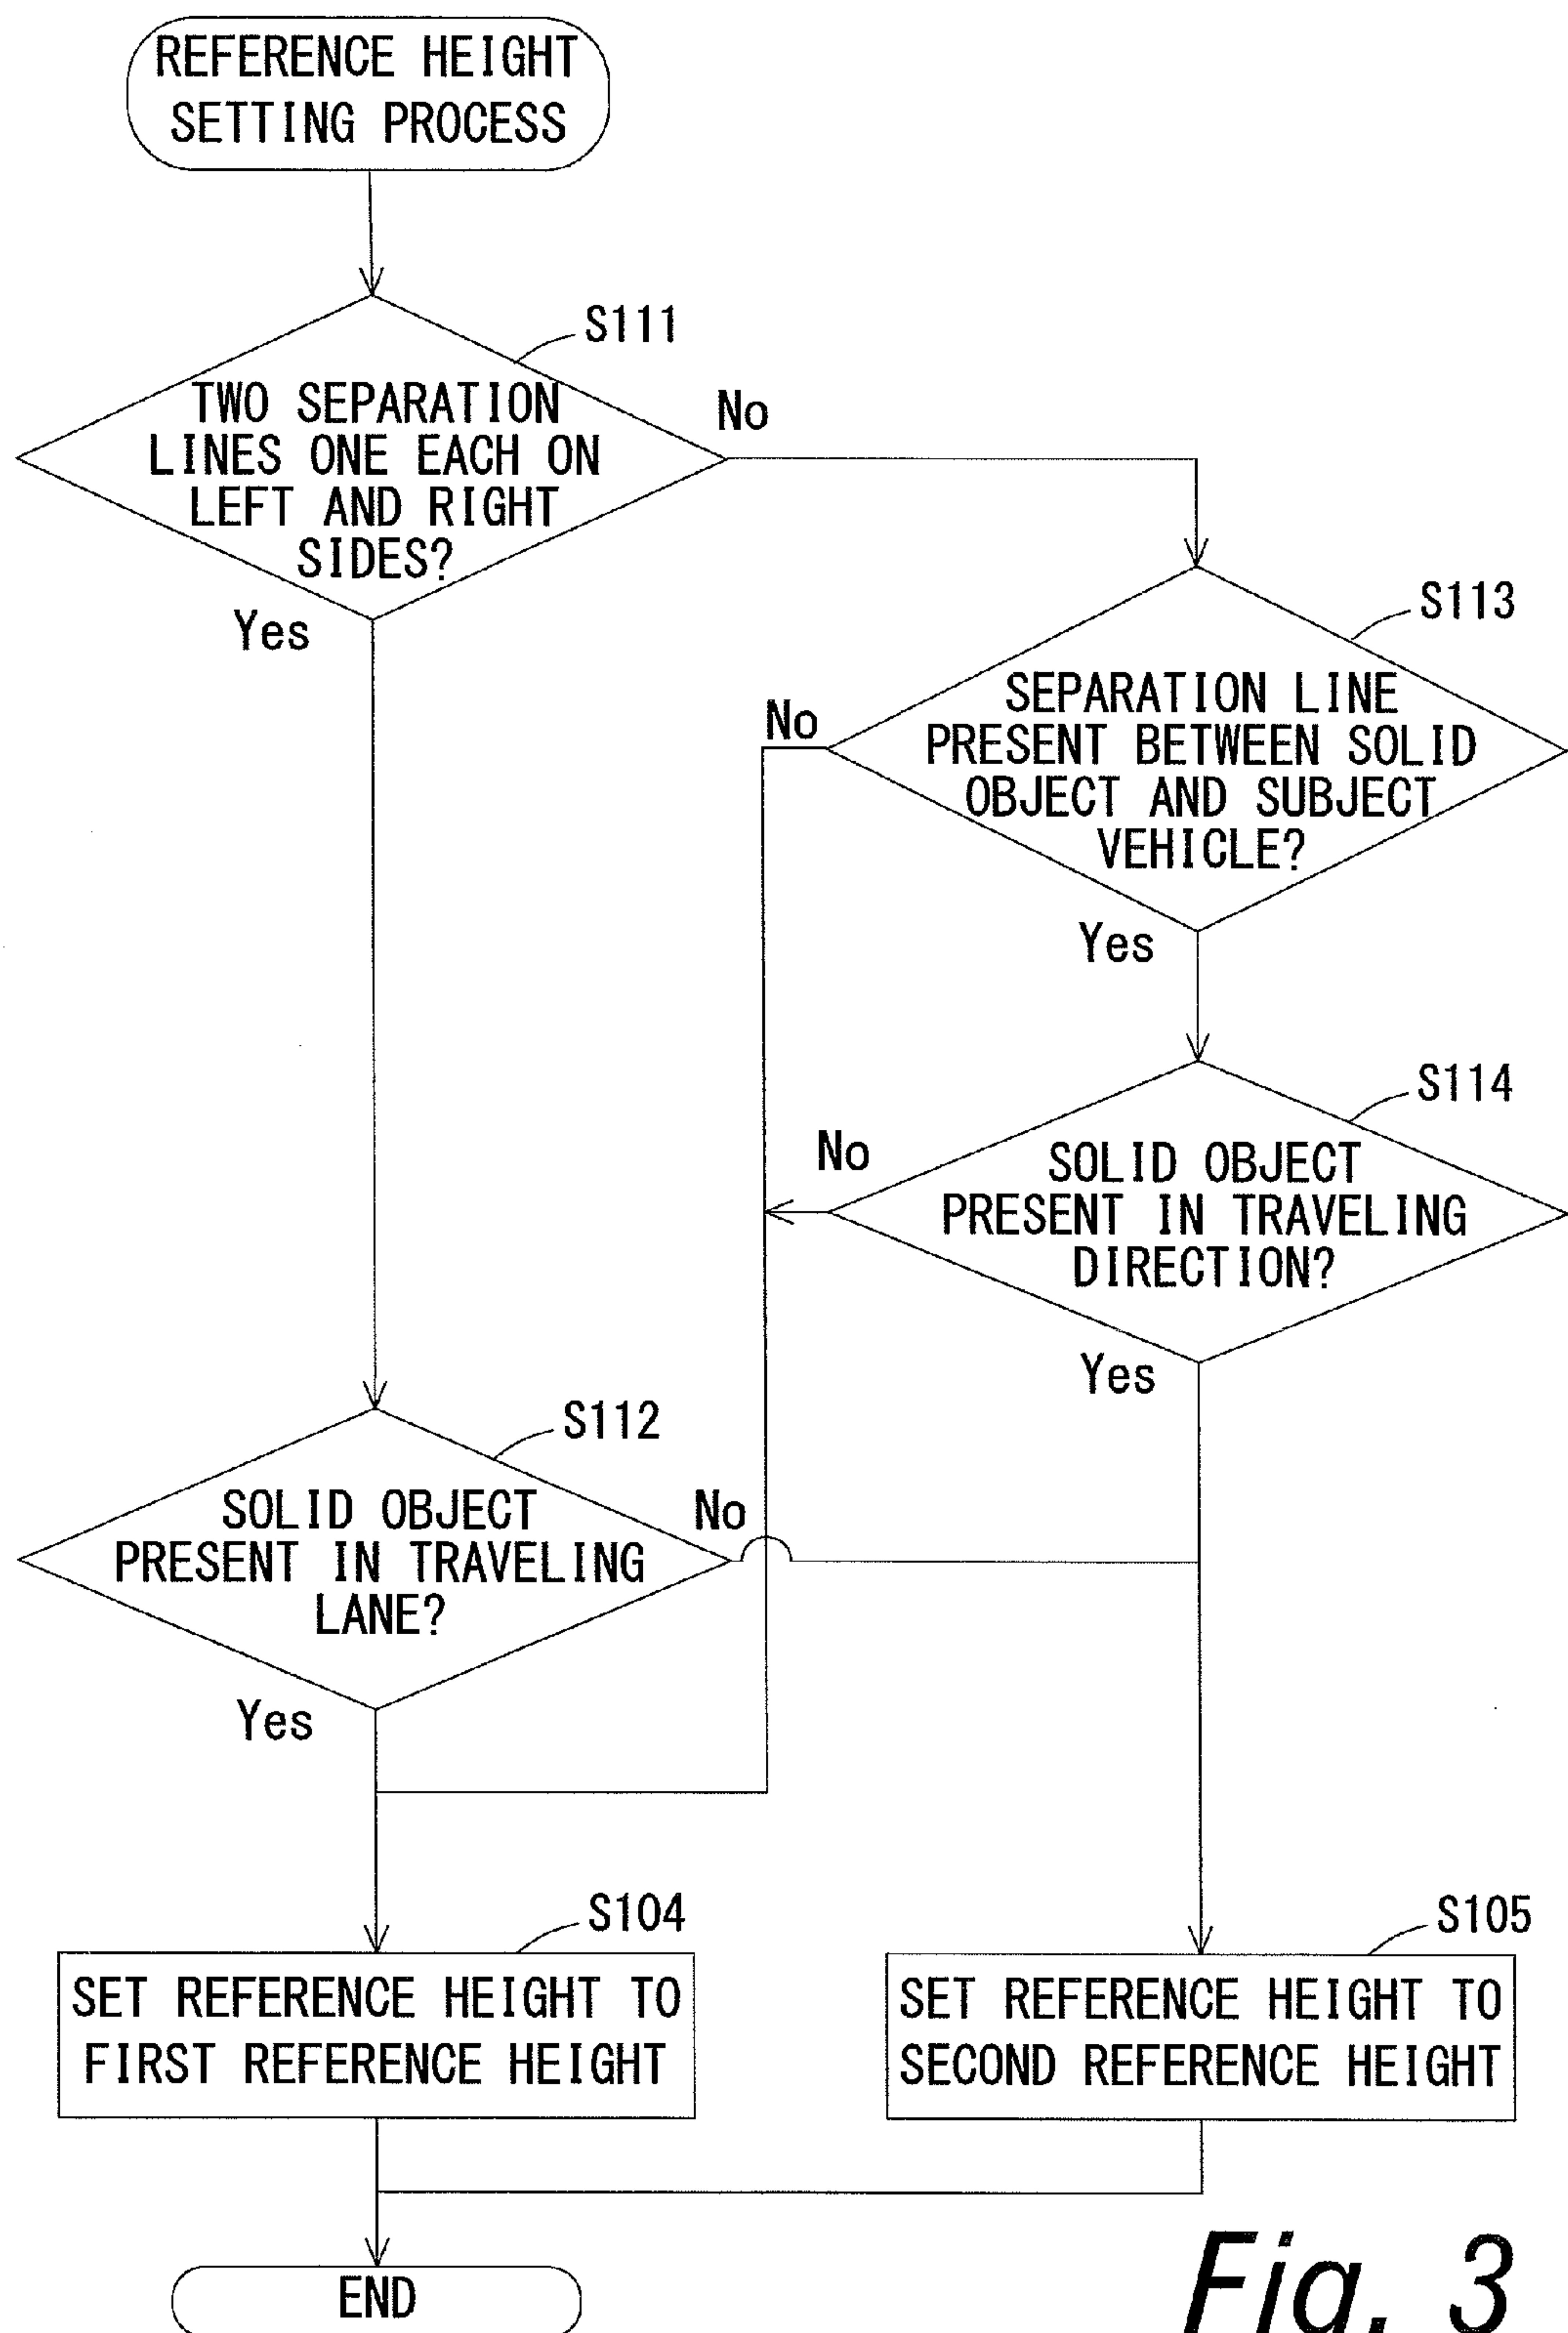 REFERENCE HEIGHT
SETTING PROCESS
S111
TWO SEPARATION
LINES ONE EACH ON
LEFT AND RIGHT
SIDES?
No
Yes
S113
SEPARATION LINE
PRESENT BETWEEN SOLID
OBJECT AND SUBJECT
VEHICLE?
No
Yes
S114
SOLID OBJECT
PRESENT IN TRAVELING
DIRECTION?
No
Yes
S112
SOLID OBJECT
PRESENT IN TRAVELING
LANE?
No
Yes
S104
SET REFERENCE HEIGHT TO
FIRST REFERENCE HEIGHT
S105
SET REFERENCE HEIGHT TO
SECOND REFERENCE HEIGHT
END
Fig. 3